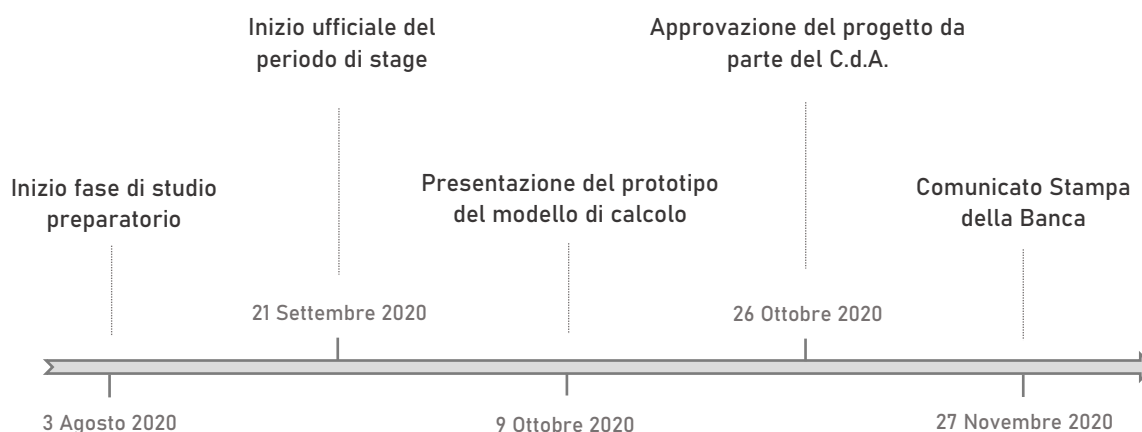 Inizio ufficiale del
periodo di stage
Approvazione del progetto da
parte del C.d.A.
Inizio fase di studio
preparatorio
Presentazione del prototipo
del modello di calcolo
Comunicato Stampa
della Banca
21 Settembre 2020
26 Ottobre 2020
3 Agosto 2020
9 Ottobre 2020
27 Novembre 2020